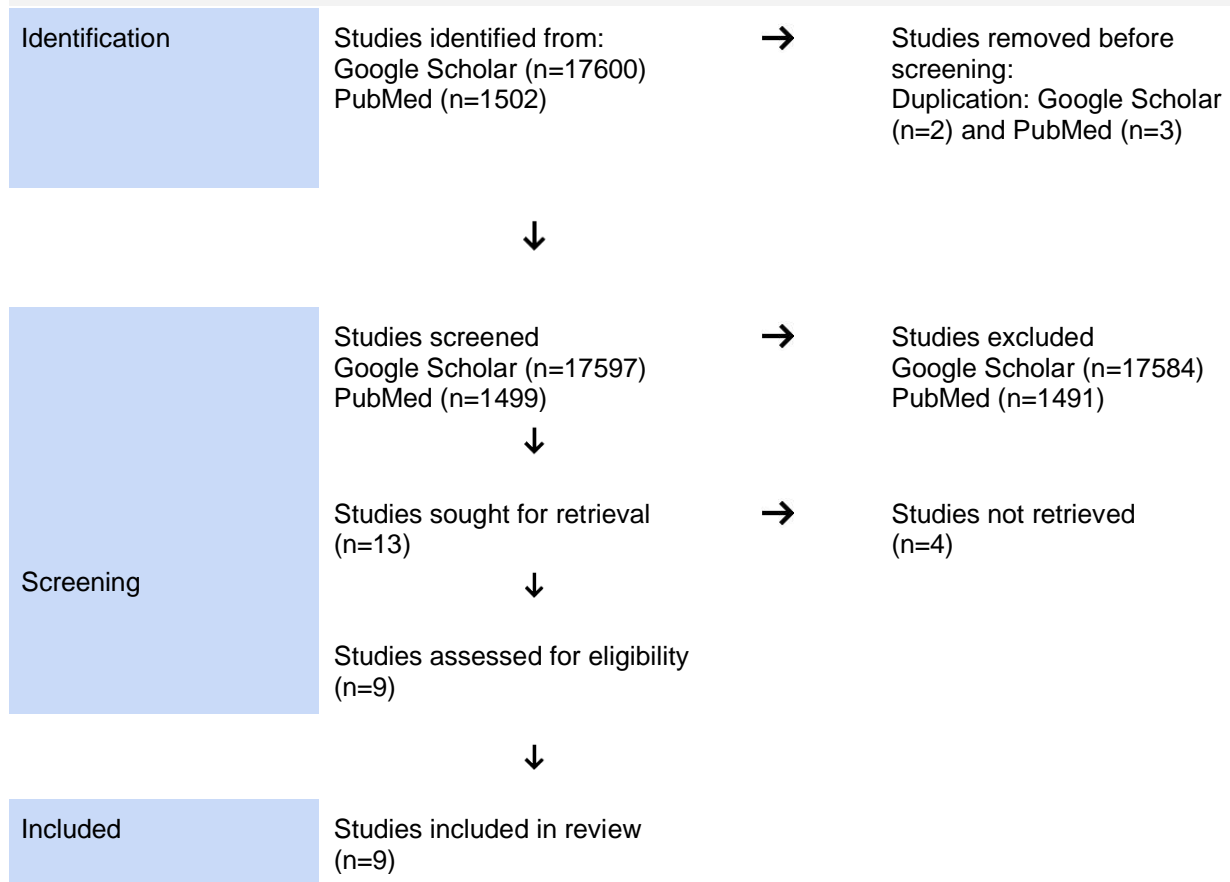 Identification
Studies identified from:
Google Scholar (n=17600)
PubMed (n=1502)
→
Studies removed before
screening:
Duplication: Google Scholar
(n=2) and PubMed (n=3)
↓
Studies screened
Google Scholar (n=17597)
PubMed (n=1499)
→
Studies excluded
Google Scholar (n=17584)
PubMed (n=1491)
↓
Studies sought for retrieval
(n=13)
→
Studies not retrieved
(n=4)
Screening
↓
Studies assessed for eligibility
(n=9)
↓
Included
Studies included in review
(n=9)